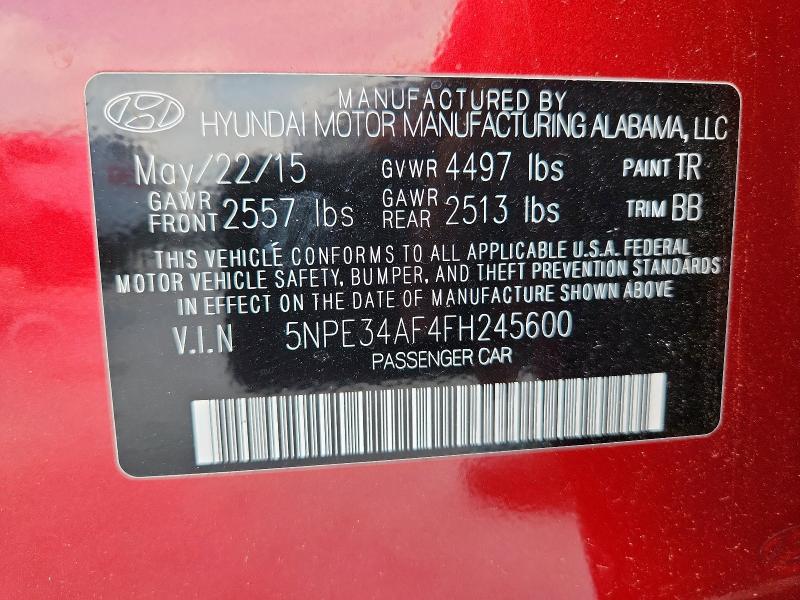 MANUFACTURED BY
HYUNDAI MOTOR MANUFACTURING ALABAMA, LLC
May/22/15 GVWR 4497 lbs PAINT TR
GAWR FRONT 2557 lbs GAWR REAR 2513 lbs TRIM BB
THIS VEHICLE CONFORMS TO ALL APPLICABLE U.S.A. FEDERAL
MOTOR VEHICLE SAFETY, BUMPER, AND THEFT PREVENTION STANDARDS
IN EFFECT ON THE DATE OF MANUFACTURE SHOWN ABOVE.
V.I.N 5NPE34AF4FH245600
PASSENGER CAR